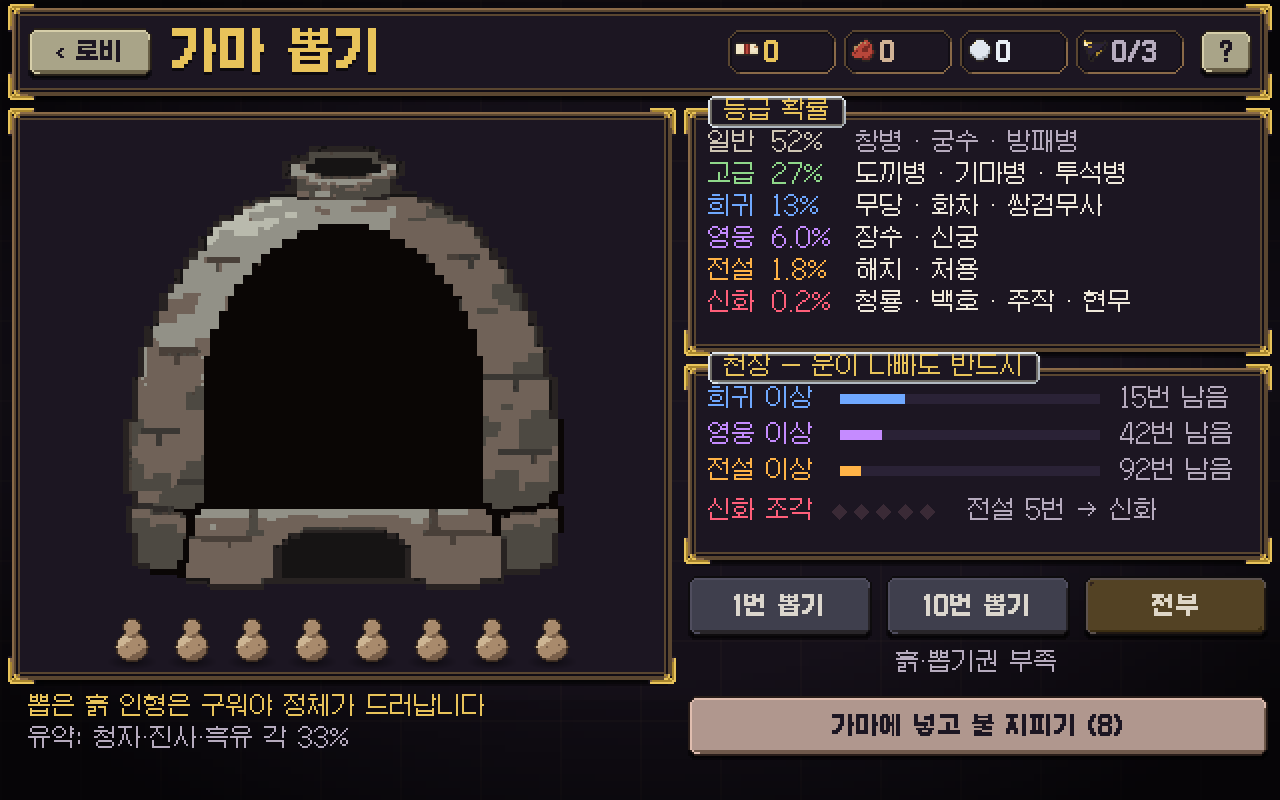 ‹ 로비
가마 뽑기
0
0
0
0/3
?
등급 확률
일반 52% 창병 · 궁수 · 방패병
고급 27% 도끼병 · 기마병 · 투석병
희귀 13% 무당 · 화차 · 쌍검무사
영웅 6.0% 장수 · 신궁
전설 1.8% 해치 · 처용
신화 0.2% 청룡 · 백호 · 주작 · 현무
천장 – 운이 나빠도 반드시
희귀 이상 15번 남음
영웅 이상 42번 남음
전설 이상 92번 남음
신화 조각 ◆◆◆◆◆ 전설 5번 → 신화
1번 뽑기
10번 뽑기
전부
흙·뽑기권 부족
가마에 넣고 불 지피기 (8)
뽑은 흙 인형은 구워야 정체가 드러납니다
유약: 청자·진사·흑유 각 33%